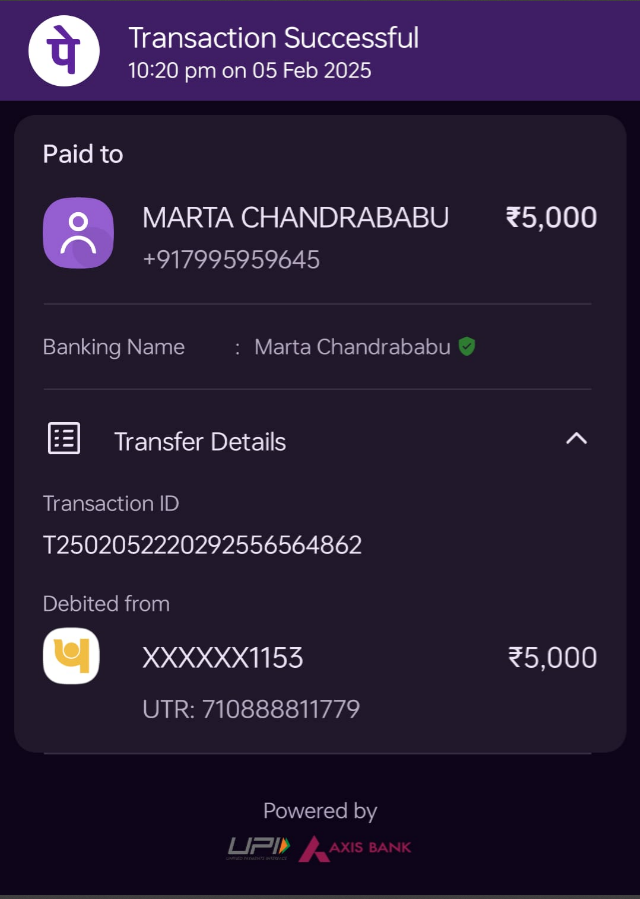 पे
Transaction Successful
10:20 pm on 05 Feb 2025
Paid to
MARTA CHANDRABABU ₹5,000
+917995959645
Banking Name : Marta Chandrababu
Transfer Details
Transaction ID
T2502052220292556564862
Debited from
XXXXXX1153 ₹5,000
UTR: 710888811779
Powered by
UPI AXIS BANK